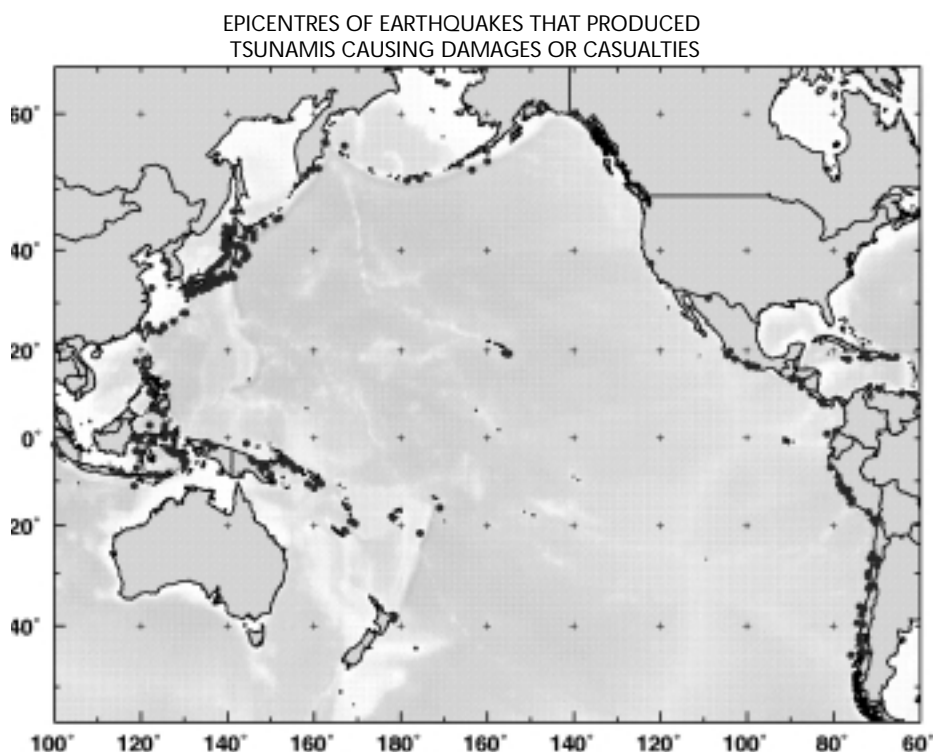 EPICENTRES OF EARTHQUAKES THAT PRODUCED
TSUNAMIS CAUSING DAMAGES OR CASUALTIES
60˚
40˚
20˚
0˚
20˚
40˚
100˚ 120˚ 140˚ 160˚ 180˚ 160˚ 140˚ 120˚ 100˚ 80˚ 60˚